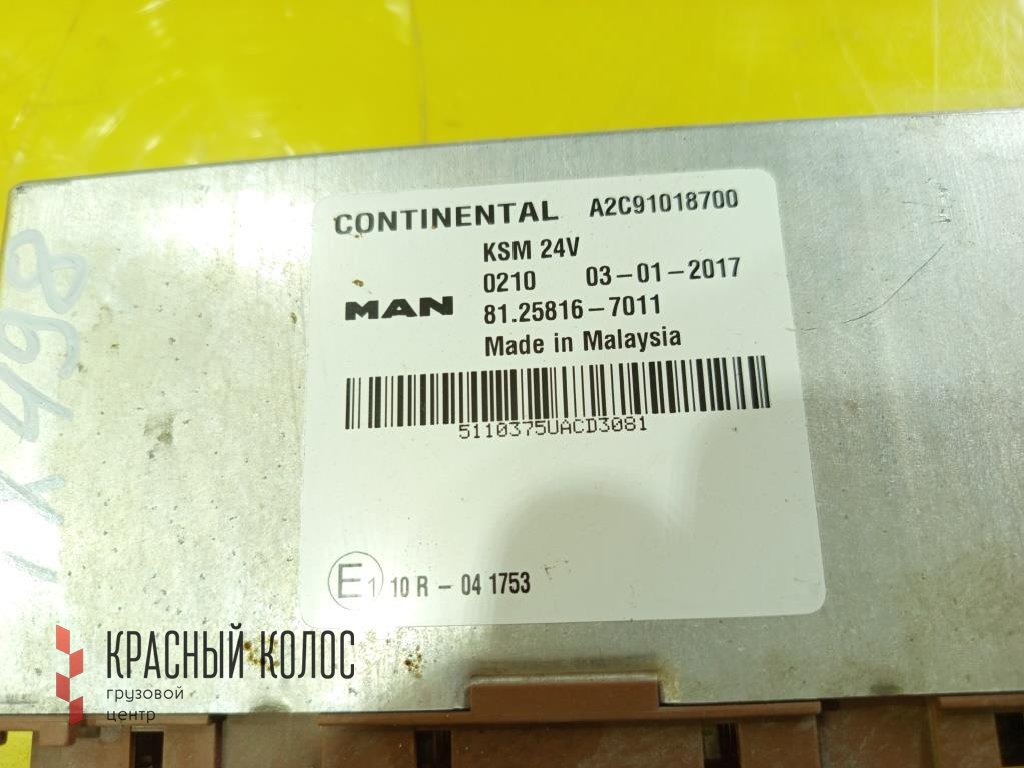 CONTINENTAL A2C91018700
KSM 24V
0210 03-01-2017
MAN 81.25816-7011
Made in Malaysia
5110375UACD3081
E1 10 R - 04 1753
КРАСНЫЙ КОЛОС
грузовой
центр